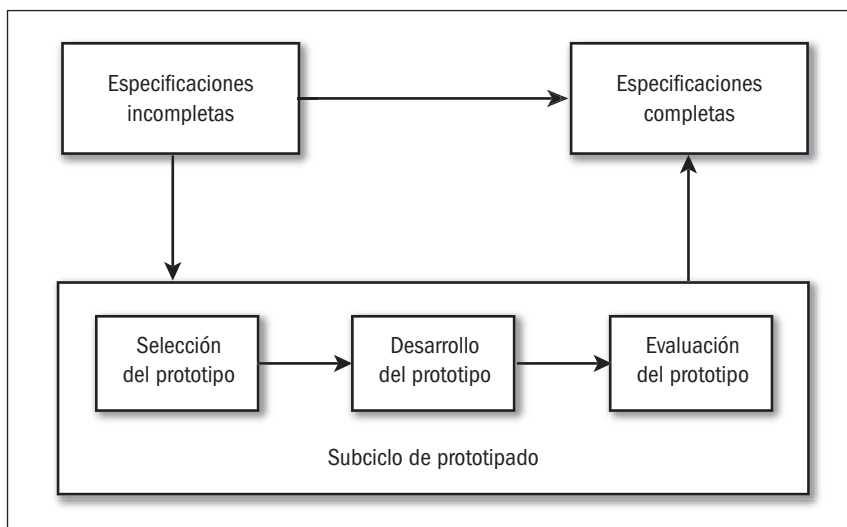 Especificaciones
incompletas
Especificaciones
completas
Selección
del prototipo
Desarrollo
del prototipo
Evaluación
del prototipo
Subciclo de prototipado